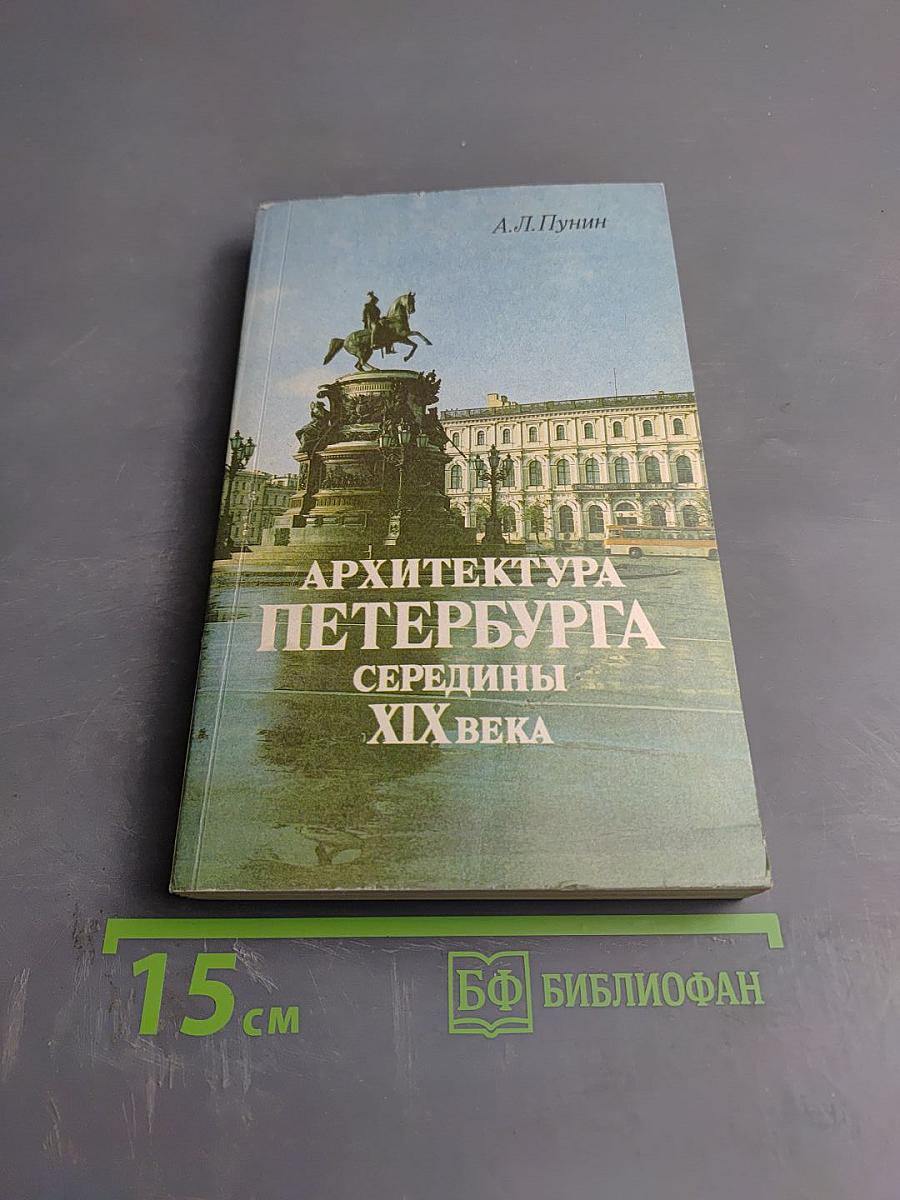 А.Л.Пунин
АРХИТЕКТУРА
ПЕТЕРБУРГА
СЕРЕДИНЫ
XIX ВЕКА
15 см
БФ БИБЛИОФАН